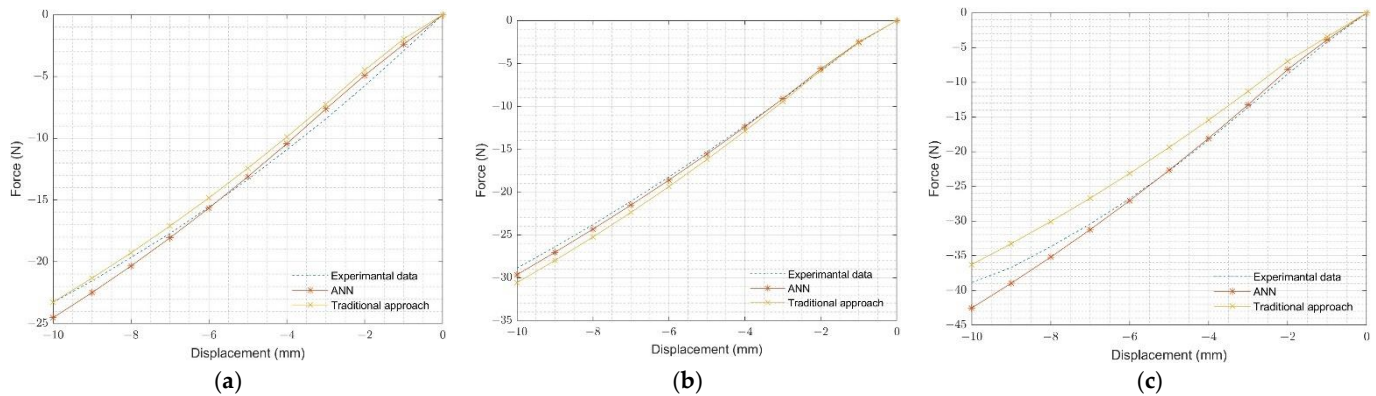 0
−5
−10
−15
−20
−25
Force (N)
−10
−8
−6
−4
−2
0
Displacement (mm)
Experimantal data
ANN
Traditional approach
(a)
0
−5
−10
−15
−20
−25
−30
−35
Force (N)
−10
−8
−6
−4
−2
0
Displacement (mm)
Experimantal data
ANN
Traditional approach
(b)
0
−5
−10
−15
−20
−25
−30
−35
−40
−45
Force (N)
−10
−8
−6
−4
−2
0
Displacement (mm)
Experimantal data
ANN
Traditional approach
(c)